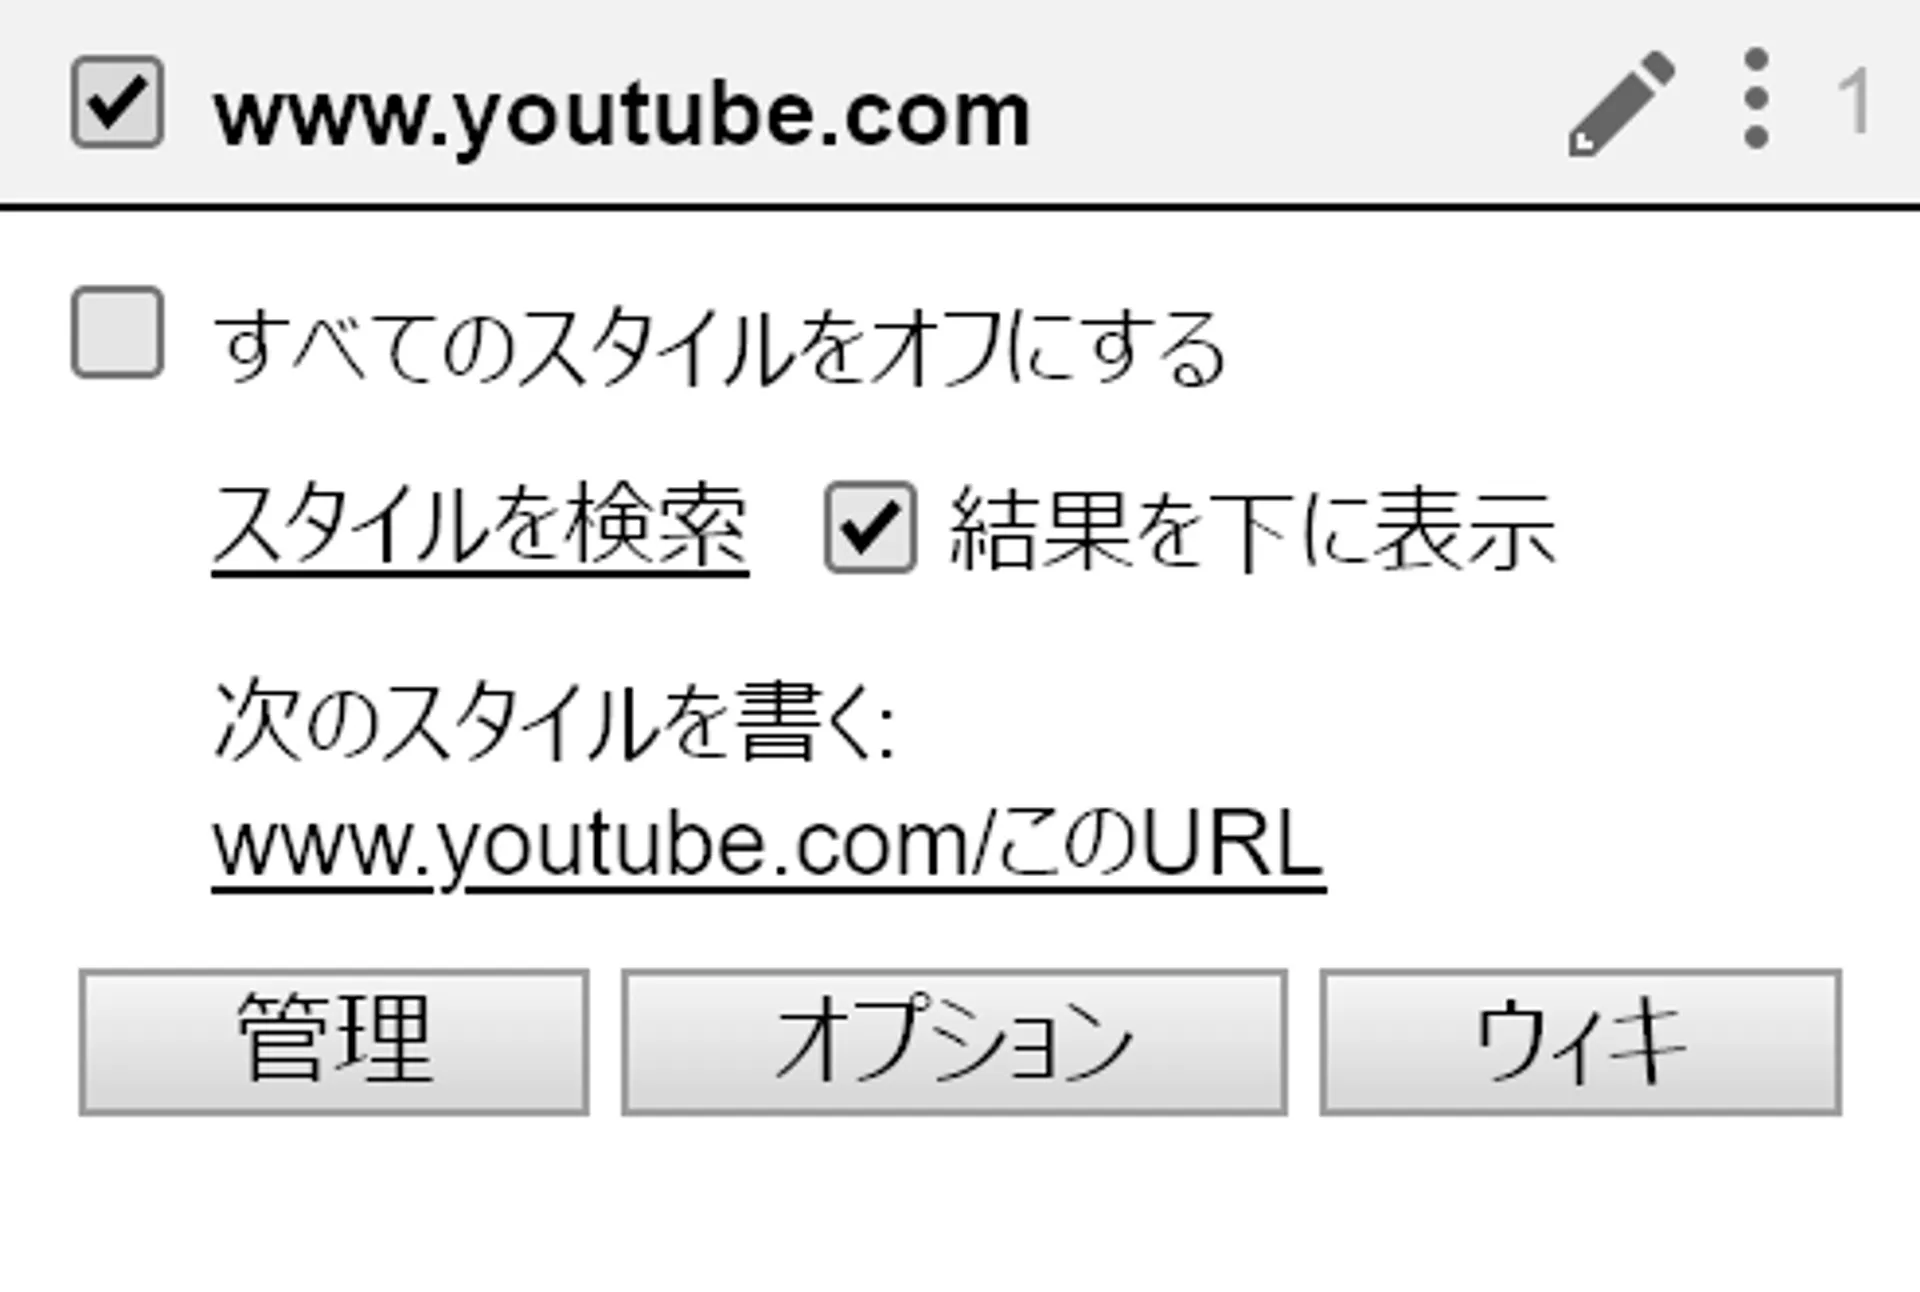 www.youtube.com 1
すべてのスタイルをオフにする
スタイルを検索 結果を下に表示
次のスタイルを書く:
www.youtube.com/このURL
管理 オプション ウィキ